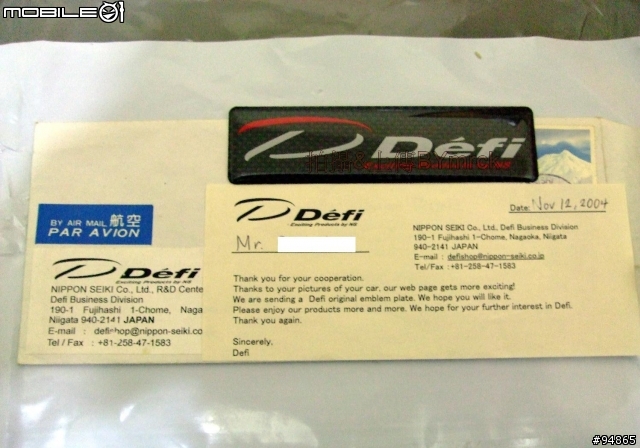 MOBILE01
Défi
BY AIR MAIL 航空
PAR AVION
Défi
Exciting Products by NS
NIPPON SEIKI Co., Ltd., R&D Cente
Defi Business Division
190-1 Fujihashi 1-Chome, Naga
Niigata 940-2141 JAPAN
E-mail : defishop@nippon-seiki.co
Tel / Fax : +81-258-47-1583
Défi
Exciting Products by NS
Date: Nov 12, 2004
Mr.
NIPPON SEIKI Co., Ltd. Defi Business Division
190-1 Fujihashi 1-Chome, Nagaoka, Niigata
940-2141 JAPAN
E-mail : defishop@nippon-seiki.co.jp
Tel/Fax : +81-258-47-1583
Thank you for your cooperation.
Thanks to your pictures of your car, our web page gets more exciting!
We are sending a Defi original emblem plate. We hope you will like it.
Please enjoy our products more and more. We hope for your further interest in Defi.
Thank you again.
Sincerely,
Defi
#94865